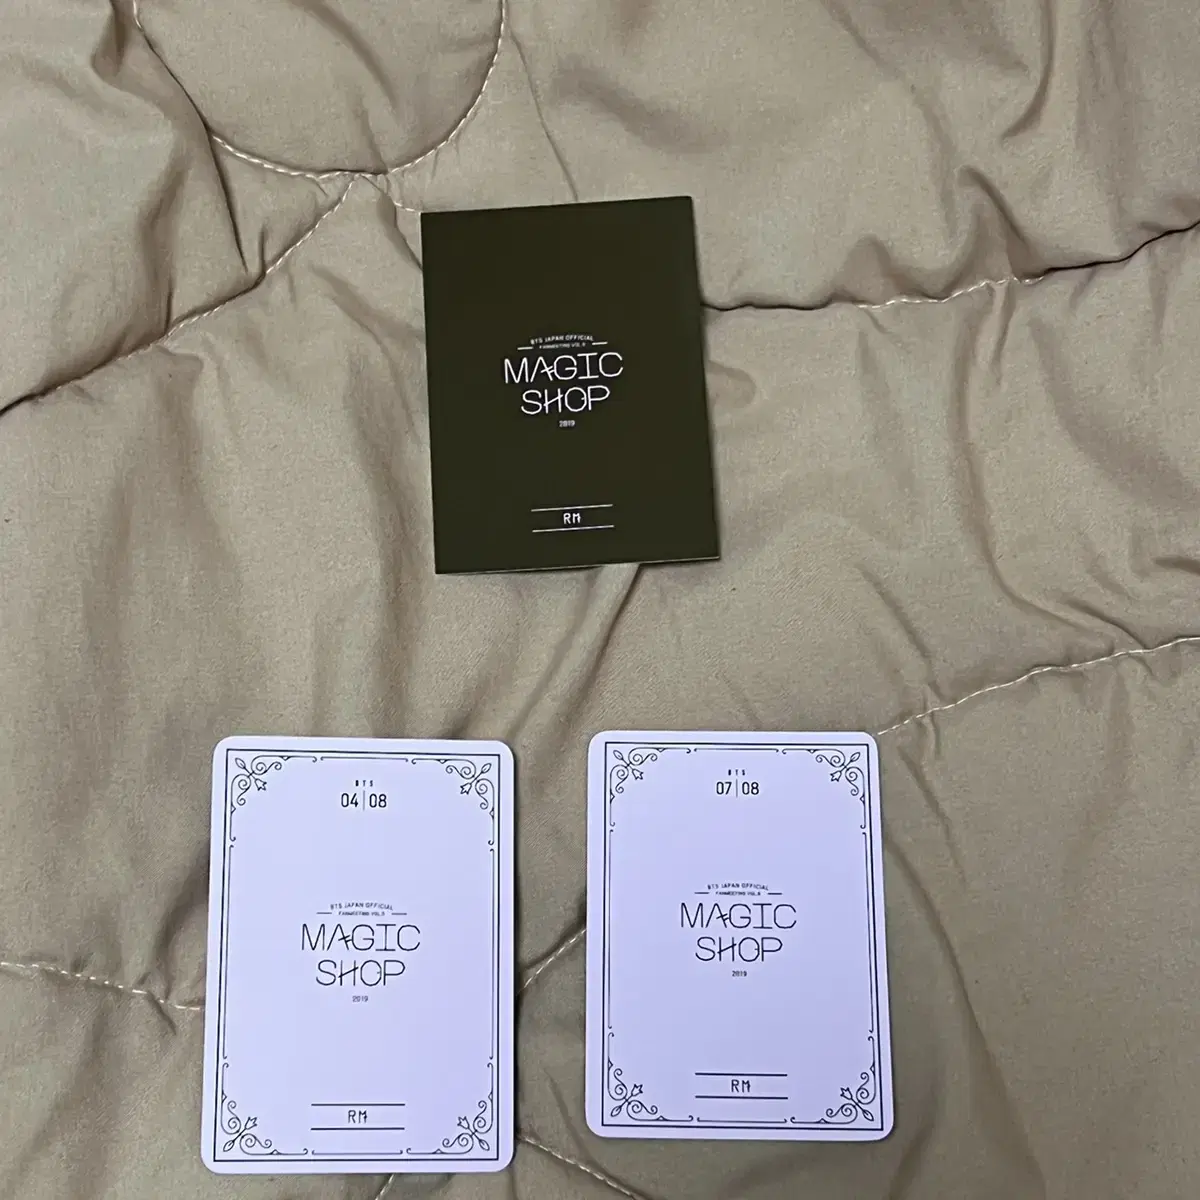 BTS JAPAN OFFICIAL
FANMEETING VOL.5
MAGIC
SHOP
2019
RM
BTS
04|08
BTS JAPAN OFFICIAL
FANMEETING VOL.5
MAGIC
SHOP
2019
RM
BTS
07|08
BTS JAPAN OFFICIAL
FANMEETING VOL.5
MAGIC
SHOP
2019
RM